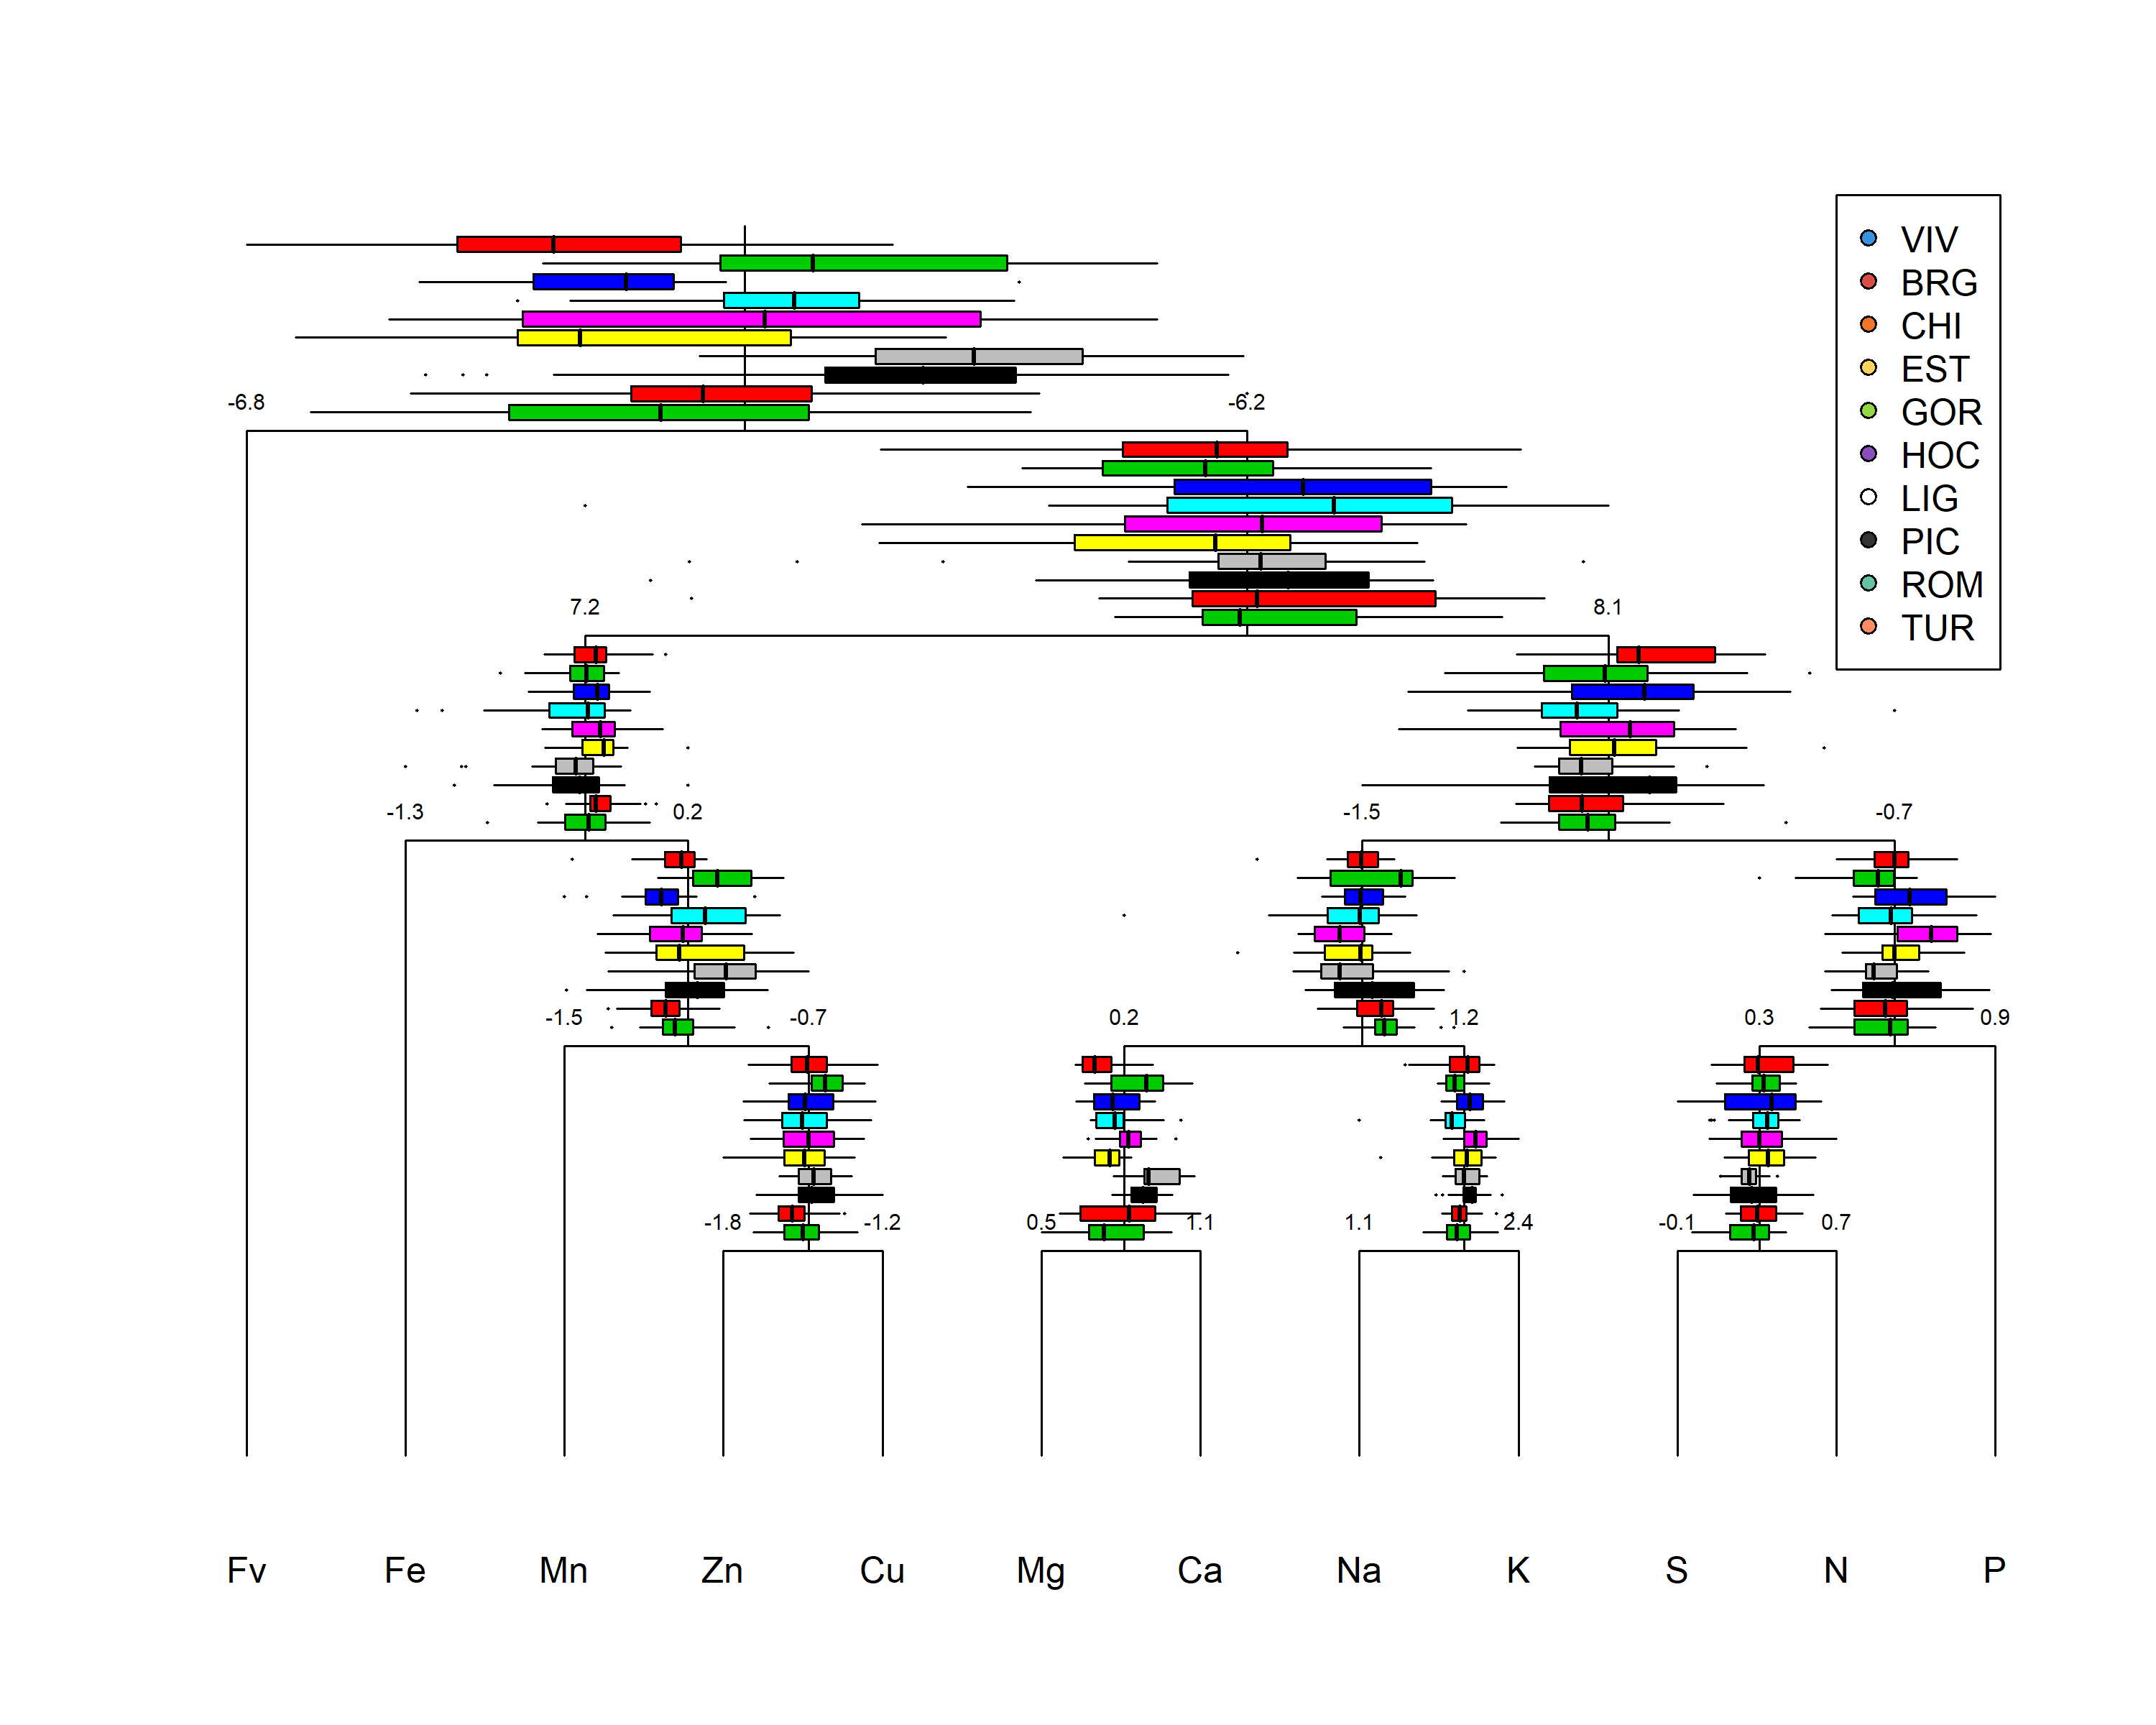 VIV
BRG
CHI
EST
GOR
HOC
LIG
PIC
ROM
TUR
-6.8 -6.2
7.2 8.1
-1.3 0.2 -1.5 -0.7
-1.5 -0.7 0.2 1.2 0.3 0.9
-1.8 -1.2 0.5 1.1 1.1 2.4 -0.1 0.7
Fv Fe Mn Zn Cu Mg Ca Na K S N P